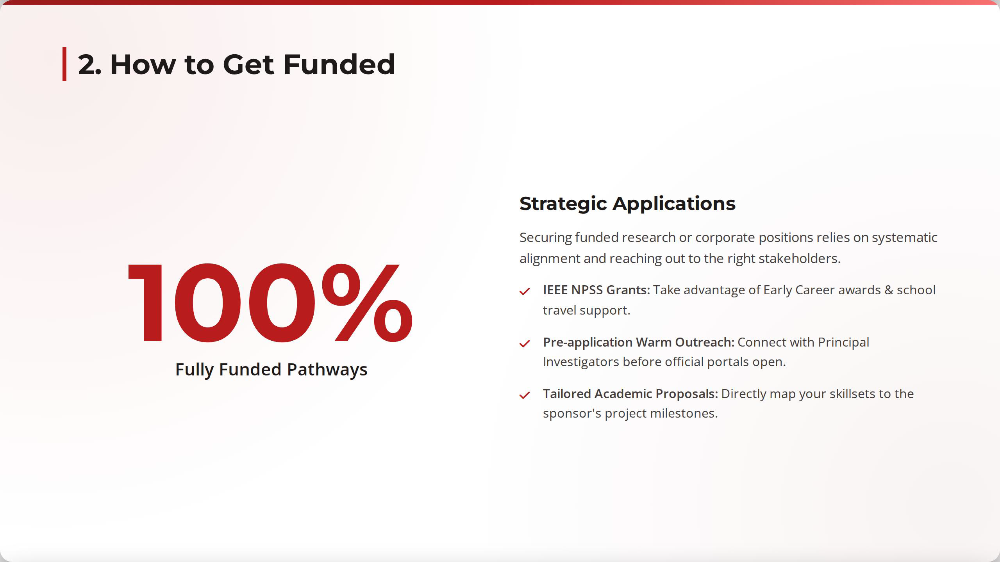 2. How to Get Funded
100%
Fully Funded Pathways
Strategic Applications
Securing funded research or corporate positions relies on systematic
alignment and reaching out to the right stakeholders.
IEEE NPSS Grants: Take advantage of Early Career awards & school
travel support.
Pre-application Warm Outreach: Connect with Principal
Investigators before official portals open.
Tailored Academic Proposals: Directly map your skillsets to the
sponsor's project milestones.